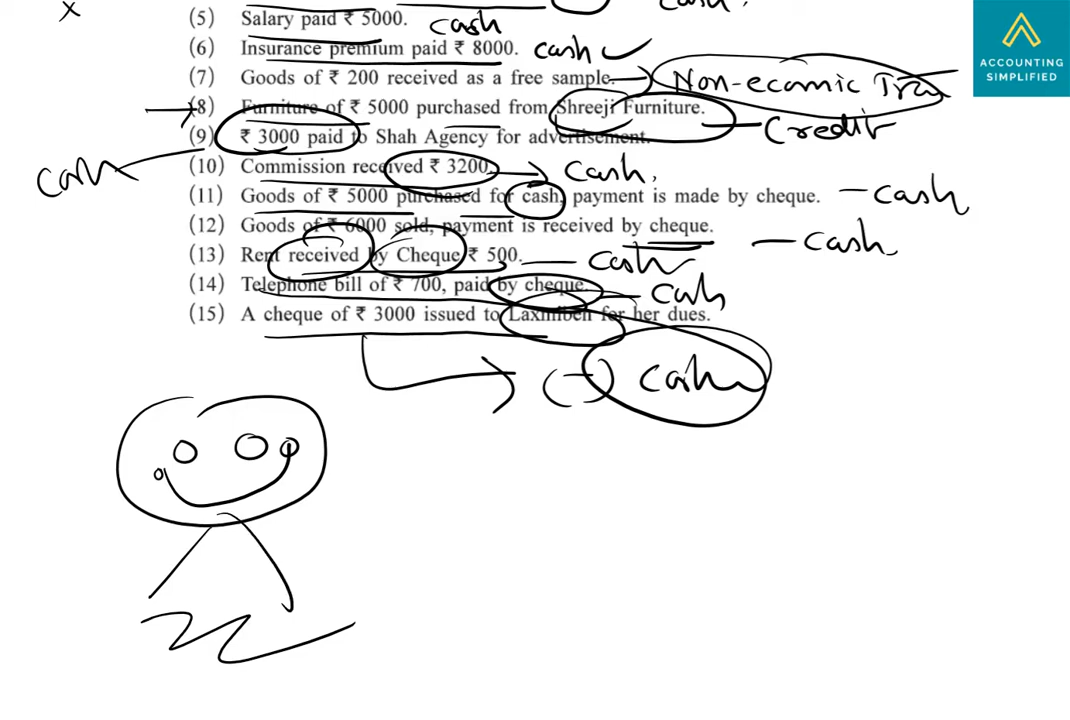 x
cash.
(5) Salary paid ₹ 5000. cash
(6) Insurance premium paid ₹ 8000. cash
(7) Goods of ₹ 200 received as a free sample. Non-ecomic Tra
(8) Furniture of ₹ 5000 purchased from Shreeji Furniture. Credit
(9) ₹ 3000 paid to Shah Agency for advertisement.
cash
(10) Commission received ₹ 3200. cash.
(11) Goods of ₹ 5000 purchased for cash, payment is made by cheque. - cash
(12) Goods of ₹ 6000 sold, payment is received by cheque. - cash
(13) Rent received by Cheque ₹ 500. - cash
(14) Telephone bill of ₹ 700, paid by cheque. - cash
(15) A cheque of ₹ 3000 issued to Laxmiben for her dues.
(-) cash
ACCOUNTING
SIMPLIFIED